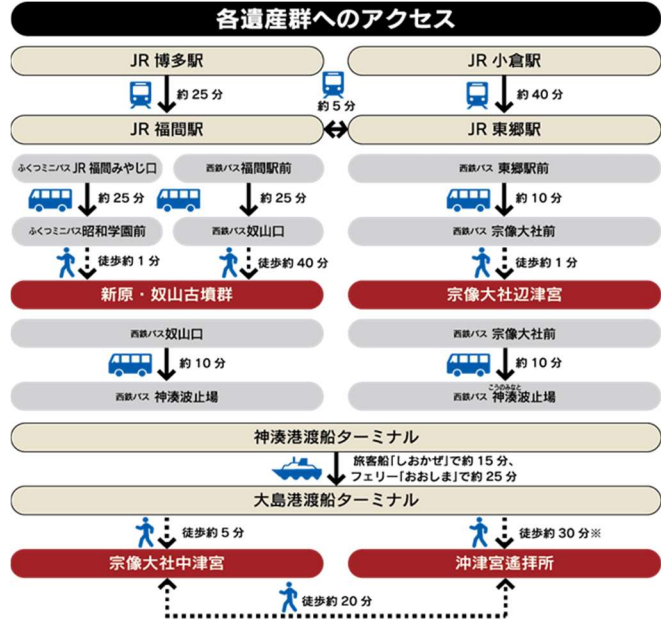 各遺産群へのアクセス
JR 博多駅
JR 小倉駅
約 25 分
約 5 分
約 40 分
JR 福間駅
JR 東郷駅
ふくつミニバス JR 福間みやじ口
西鉄バス 福間駅前
西鉄バス 東郷駅前
約 25 分
約 25 分
約 10 分
ふくつミニバス 昭和学園前
西鉄バス 奴山口
西鉄バス 宗像大社前
徒歩約 1 分
徒歩約 40 分
徒歩約 1 分
新原・奴山古墳群
宗像大社辺津宮
西鉄バス 奴山口
西鉄バス 宗像大社前
約 10 分
約 10 分
こうのみなと
西鉄バス 神湊波止場
西鉄バス 神湊波止場
神湊港渡船ターミナル
旅客船「しおかぜ」で約 15 分、
フェリー「おおしま」で約 25 分
大島港渡船ターミナル
徒歩約 5 分
徒歩約 30 分※
宗像大社中津宮
沖津宮遙拝所
徒歩約 20 分